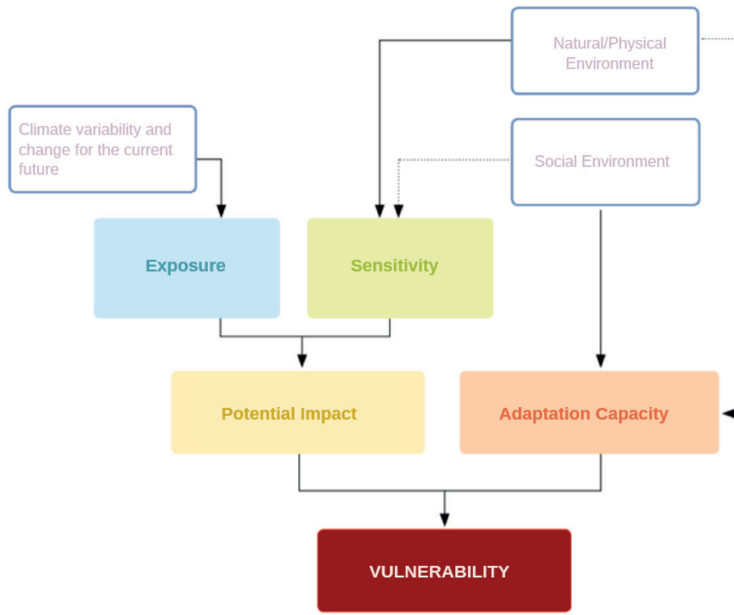 Natural/Physical
Environment
Climate variability and
change for the current
future
Social Environment
Exposure
Sensitivity
Potential Impact
Adaptation Capacity
VULNERABILITY